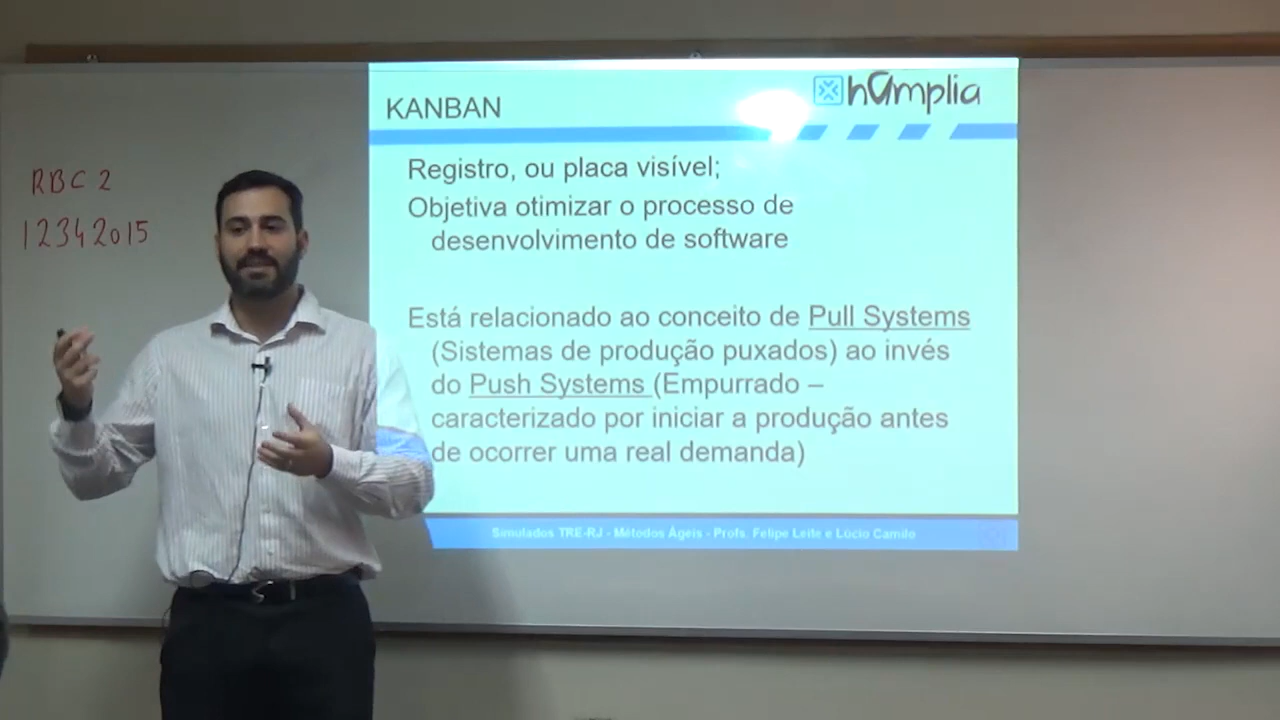 RBC 2
12342015
KANBAN
hÜmplia
Registro, ou placa visível;
Objetiva otimizar o processo de
desenvolvimento de software
Está relacionado ao conceito de Pull Systems
(Sistemas de produção puxados) ao invés
do Push Systems (Empurrado –
caracterizado por iniciar a produção antes
de ocorrer uma real demanda)
Simulados TRE-RJ - Métodos Ágeis - Profs. Felipe Leite e Lúcio Camilo